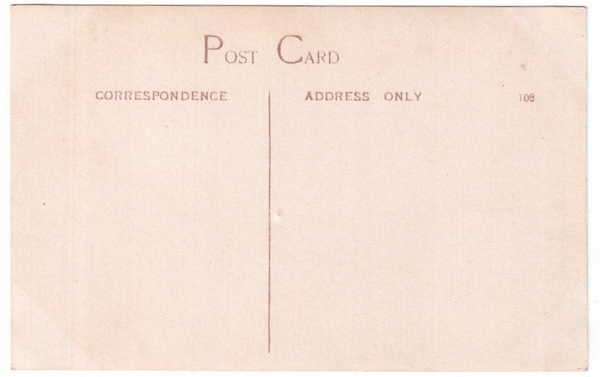 POST CARD
CORRESPONDENCE
ADDRESS ONLY
108